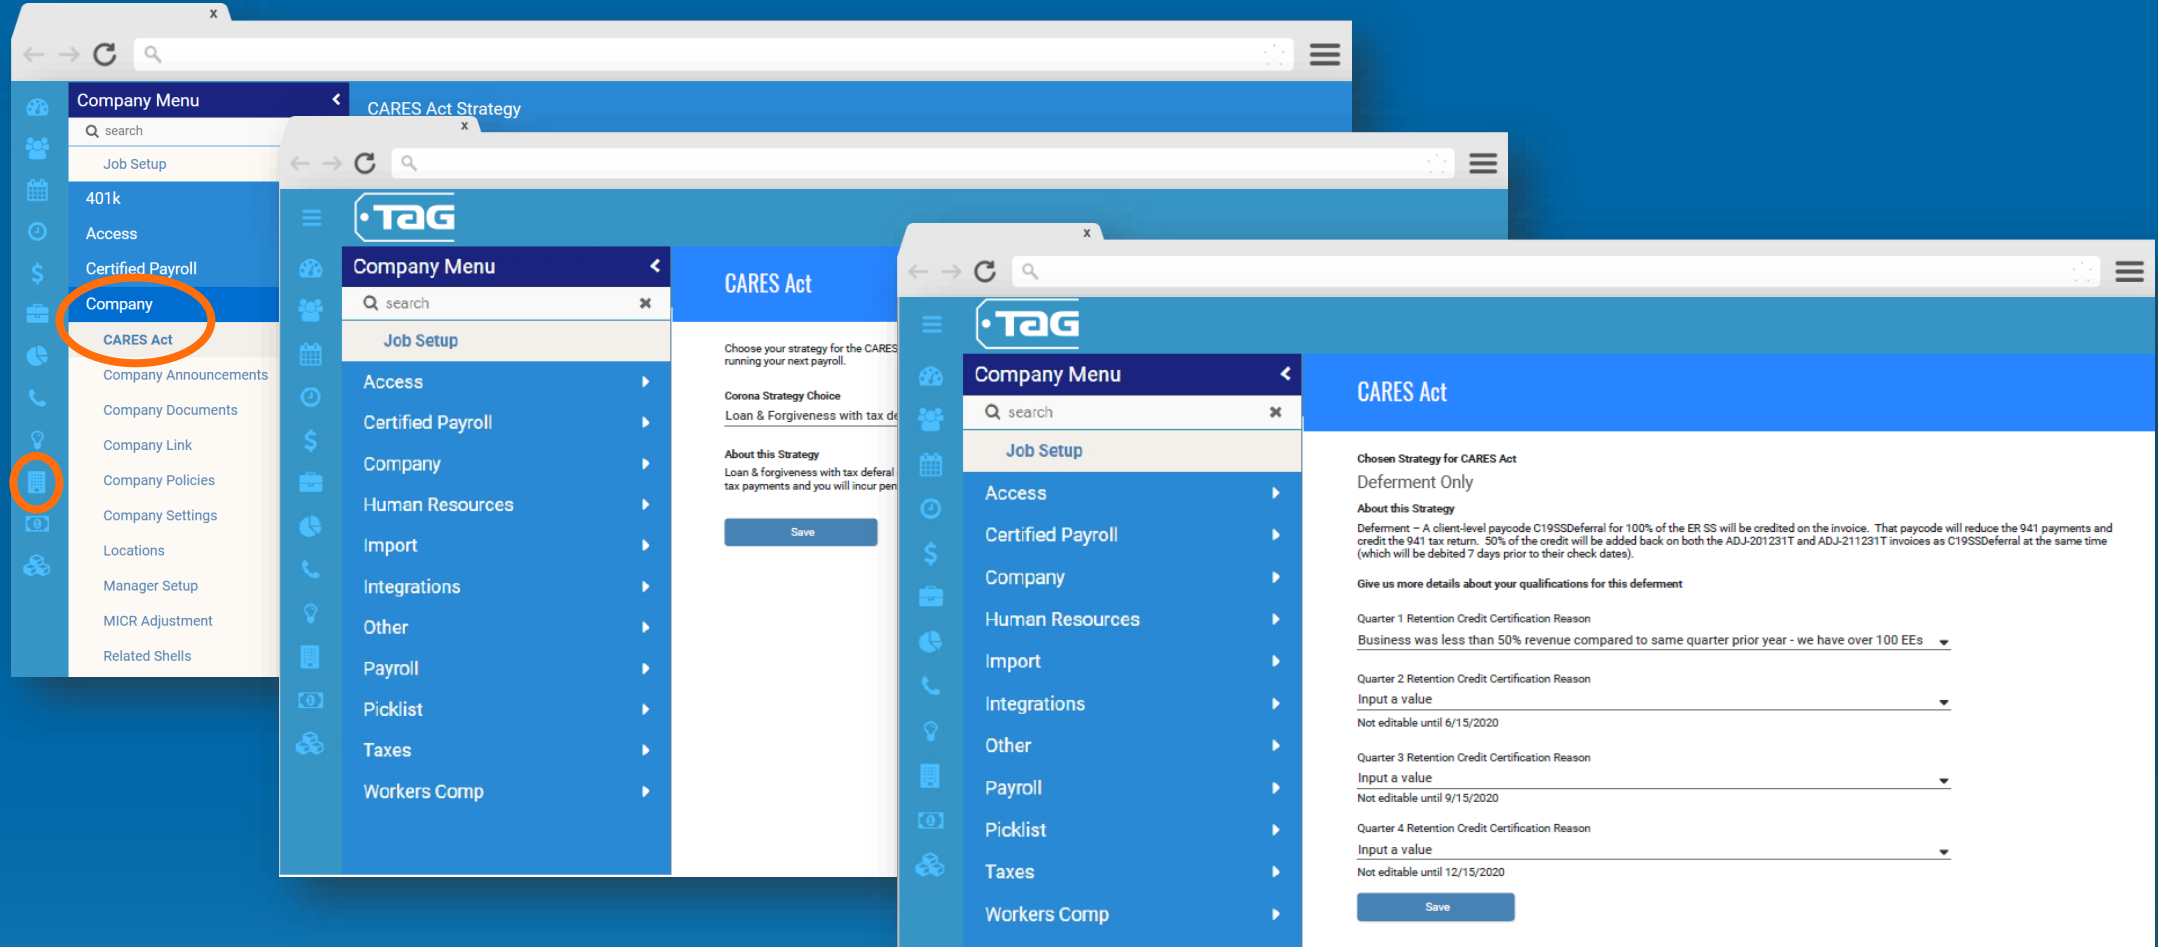 x
Company Menu
CARES Act Strategy
search
Job Setup
401k
Access
Certified Payroll
Company
CARES Act
Company Announcements
Company Documents
Company Link
Company Policies
Company Settings
Locations
Manager Setup
MICR Adjustment
Related Shells
x
TAG
Company Menu
search
Job Setup
Access
Certified Payroll
Company
Human Resources
Import
Integrations
Other
Payroll
Picklist
Taxes
Workers Comp
CARES Act
Choose your strategy for the CARES
running your next payroll.
Corona Strategy Choice
Loan & Forgiveness with tax de
About this Strategy
Loan & forgiveness with tax deferal
tax payments and you will incur pen
Save
x
TAG
Company Menu
search
Job Setup
Access
Certified Payroll
Company
Human Resources
Import
Integrations
Other
Payroll
Picklist
Taxes
Workers Comp
CARES Act
Chosen Strategy for CARES Act
Deferment Only
About this Strategy
Deferment – A client-level paycode C19SSDeferral for 100% of the ER SS will be credited on the invoice. That paycode will reduce the 941 payments and
credit the 941 tax return. 50% of the credit will be added back on both the ADJ-201231T and ADJ-211231T invoices as C19SSDeferral at the same time
(which will be debited 7 days prior to their check dates).
Give us more details about your qualifications for this deferment
Quarter 1 Retention Credit Certification Reason
Business was less than 50% revenue compared to same quarter prior year - we have over 100 EEs
Quarter 2 Retention Credit Certification Reason
Input a value
Not editable until 6/15/2020
Quarter 3 Retention Credit Certification Reason
Input a value
Not editable until 9/15/2020
Quarter 4 Retention Credit Certification Reason
Input a value
Not editable until 12/15/2020
Save